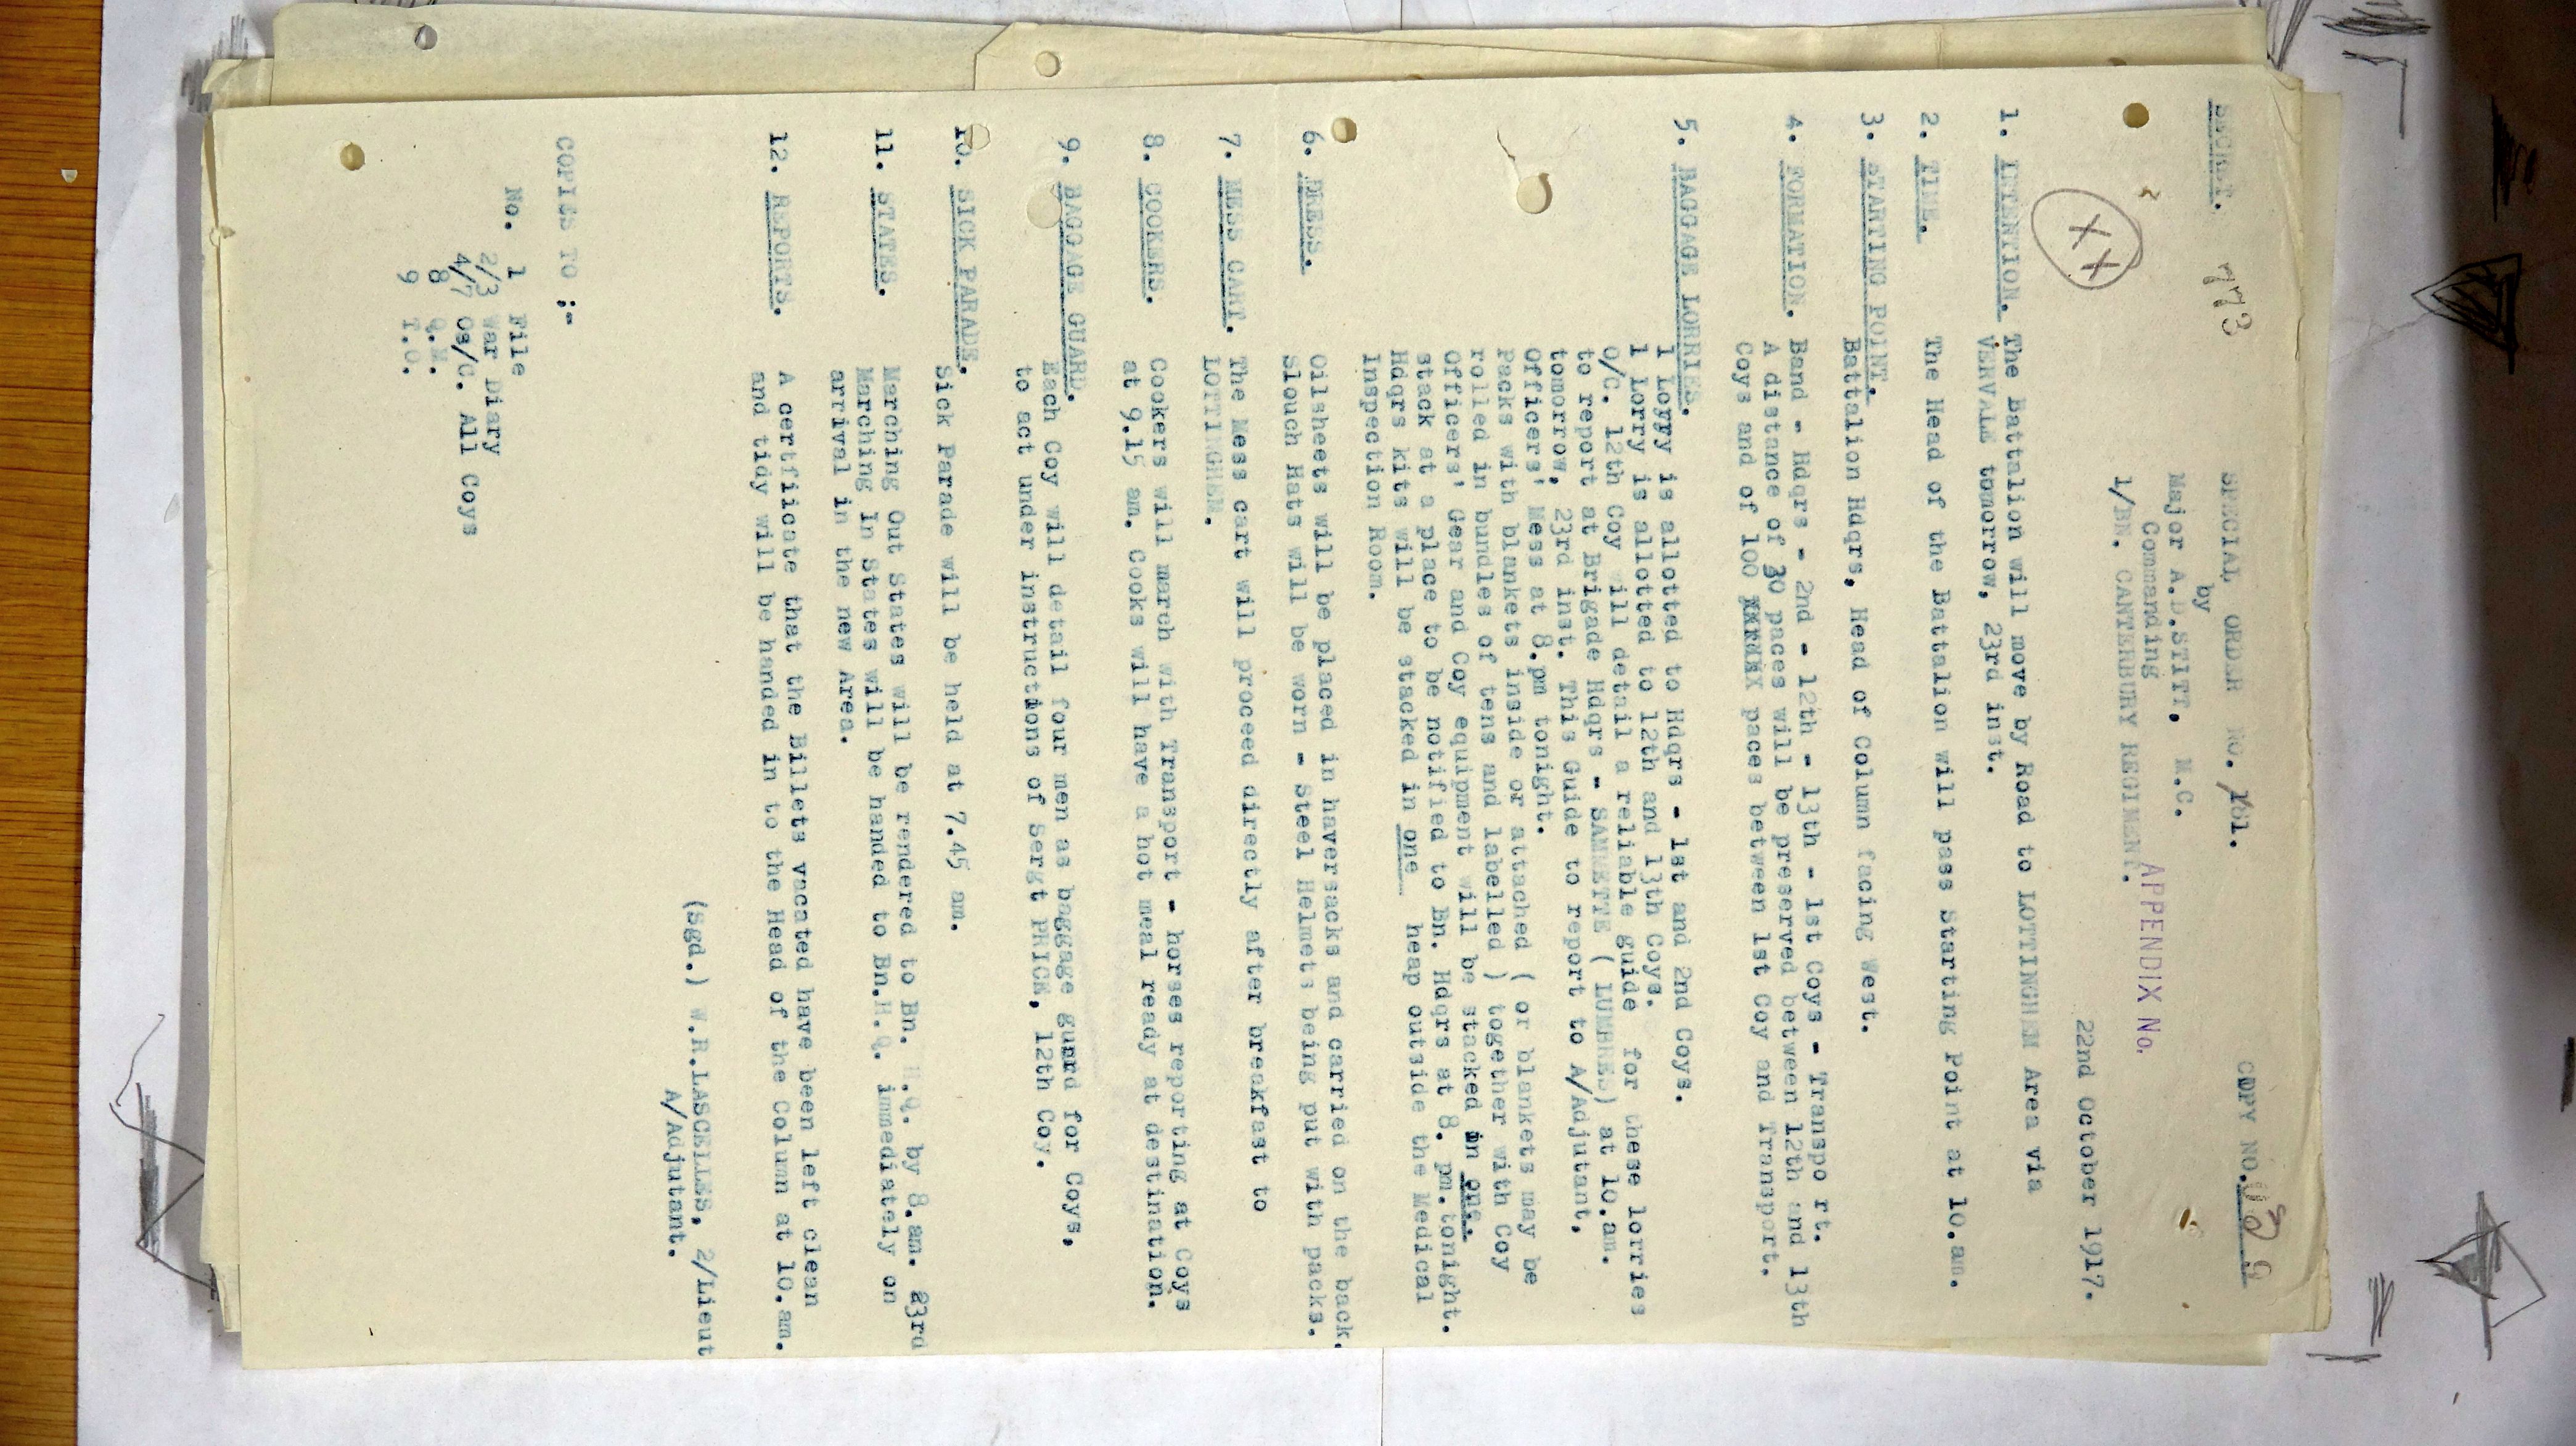 SECRET. 773
SPECIAL ORDER NO. 181. COPY NO.
by
Major A.D.STITT, M.C.
Commanding
1/BN. CANTERBURY REGIMENT.
APPENDIX No.
XX
22nd October 1917.
1. INTENTION. The Battalion will move by Road to LOTTINGHEM Area via
VERVALE tomorrow, 23rd inst.
2. TIME. The Head of the Battalion will pass Starting Point at 10.am.
3. STARTING POINT.
Battalion Hdqrs, Head of Column facing West.
4. FORMATION. Band - Hdqrs - 2nd - 12th - 13th - 1st Coys - Transpo rt.
A distance of 30 paces will be preserved between 12th and 13th
Coys and of 100 paces between 1st Coy and Transport.
5. BAGGAGE LORRIES.
1 Lorry is allotted to Hdqrs - 1st and 2nd Coys.
1 Lorry is allotted to 12th and 13th Coys.
O/C. 12th Coy will detail a reliable guide for these lorries
to report at Brigade Hdqrs - SAMMETTE ( LUMBRES) at 10.am.
tomorrow, 23rd inst. This Guide to report to A/Adjutant,
Officers' Mess at 8.pm tonight.
Packs with blankets inside or attached ( or blankets may be
rolled in bundles of tens and labelled ) together with Coy
Officers' Gear and Coy equipment will be stacked in one.
stack at a place to be notified to Bn. Hdqrs at 8. pm. tonight.
Hdqrs kits will be stacked in one heap outside the Medical
Inspection Room.
6. DRESS. Oilsheets will be placed in haversacks and carried on the back.
Slouch Hats will be worn - Steel Helmets being put with packs.
7. MESS CART. The Mess cart will proceed directly after breakfast to
LOTTINGHEM.
8. COOKERS. Cookers will march with Transport - horses reporting at Coys
at 9.15 am. Cooks will have a hot meal ready at destination.
9. BAGGAGE GUARD.
Each Coy will detail four men as baggage guard for Coys,
to act under instructions of Sergt PRICE, 12th Coy.
10. SICK PARADE.
Sick Parade will be held at 7.45 am.
11. STATES. Marching Out States will be rendered to Bn. H.Q. by 8.am. 23rd
Marching In States will be handed to Bn.H.Q. immediately on
arrival in the new Area.
12. REPORTS. A certfiicate that the Billets vacated have been left clean
and tidy will be handed in to the Head of the Column at 10.am.
(Sgd.) W.R.LASCELLES, 2/Lieut
A/Adjutant.
COPIES TO :-
No. 1 File
2/3 War Diary
4/7 Os/C. All Coys
8 Q.M.
9 T.O.